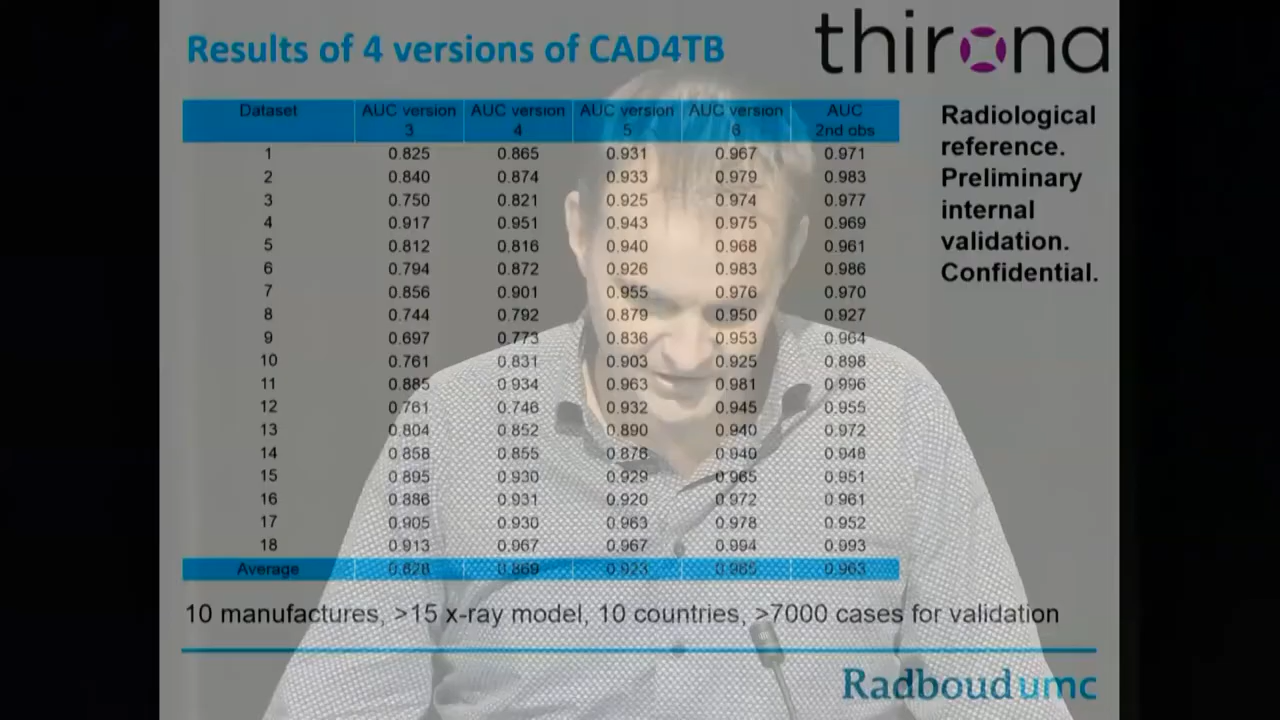 Results of 4 versions of CAD4TB
thirona
Dataset AUC version 3 AUC version 4 AUC version 5 AUC version 6 AUC 2nd obs
1 0.825 0.865 0.931 0.967 0.971
2 0.840 0.874 0.933 0.979 0.983
3 0.750 0.821 0.925 0.974 0.977
4 0.917 0.951 0.943 0.975 0.969
5 0.812 0.816 0.940 0.968 0.961
6 0.794 0.872 0.926 0.983 0.986
7 0.856 0.901 0.955 0.976 0.970
8 0.744 0.792 0.879 0.950 0.927
9 0.697 0.773 0.836 0.953 0.964
10 0.761 0.831 0.903 0.925 0.898
11 0.885 0.934 0.963 0.981 0.996
12 0.761 0.746 0.932 0.945 0.955
13 0.804 0.852 0.890 0.940 0.972
14 0.858 0.855 0.876 0.940 0.948
15 0.895 0.930 0.929 0.965 0.951
16 0.886 0.931 0.920 0.972 0.961
17 0.905 0.930 0.963 0.978 0.952
18 0.913 0.967 0.967 0.994 0.993
Average 0.828 0.869 0.923 0.965 0.963
Radiological
reference.
Preliminary
internal
validation.
Confidential.
10 manufactures, >15 x-ray model, 10 countries, >7000 cases for validation
Radboudumc